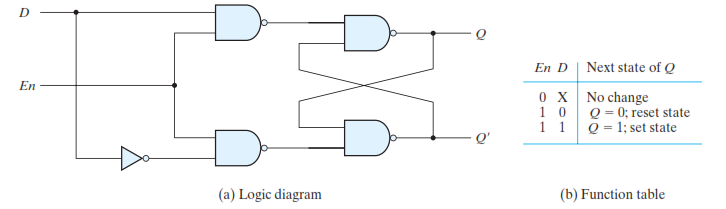 D
Q
En
Q'
(a) Logic diagram
En D Next state of Q
0 X No change
1 0 Q = 0; reset state
1 1 Q = 1; set state
(b) Function table